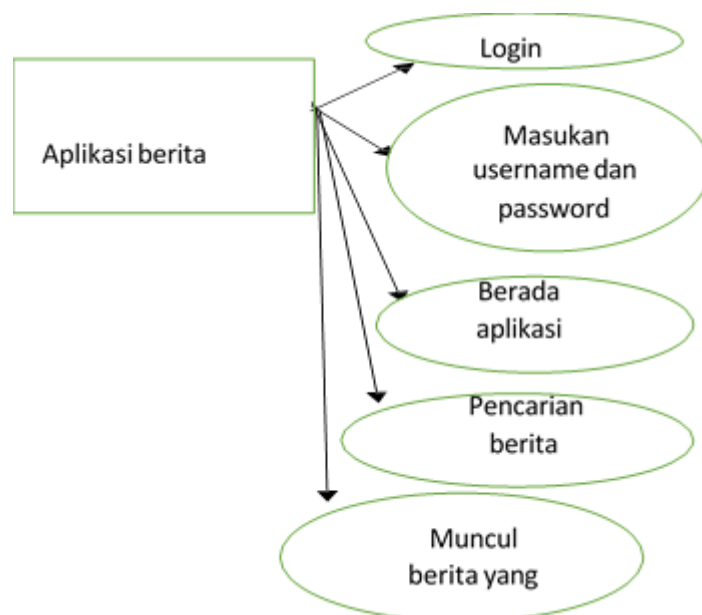 Login
Aplikasi berita
Masukan
username dan
password
Berada
aplikasi
Pencarian
berita
Muncul
berita yang